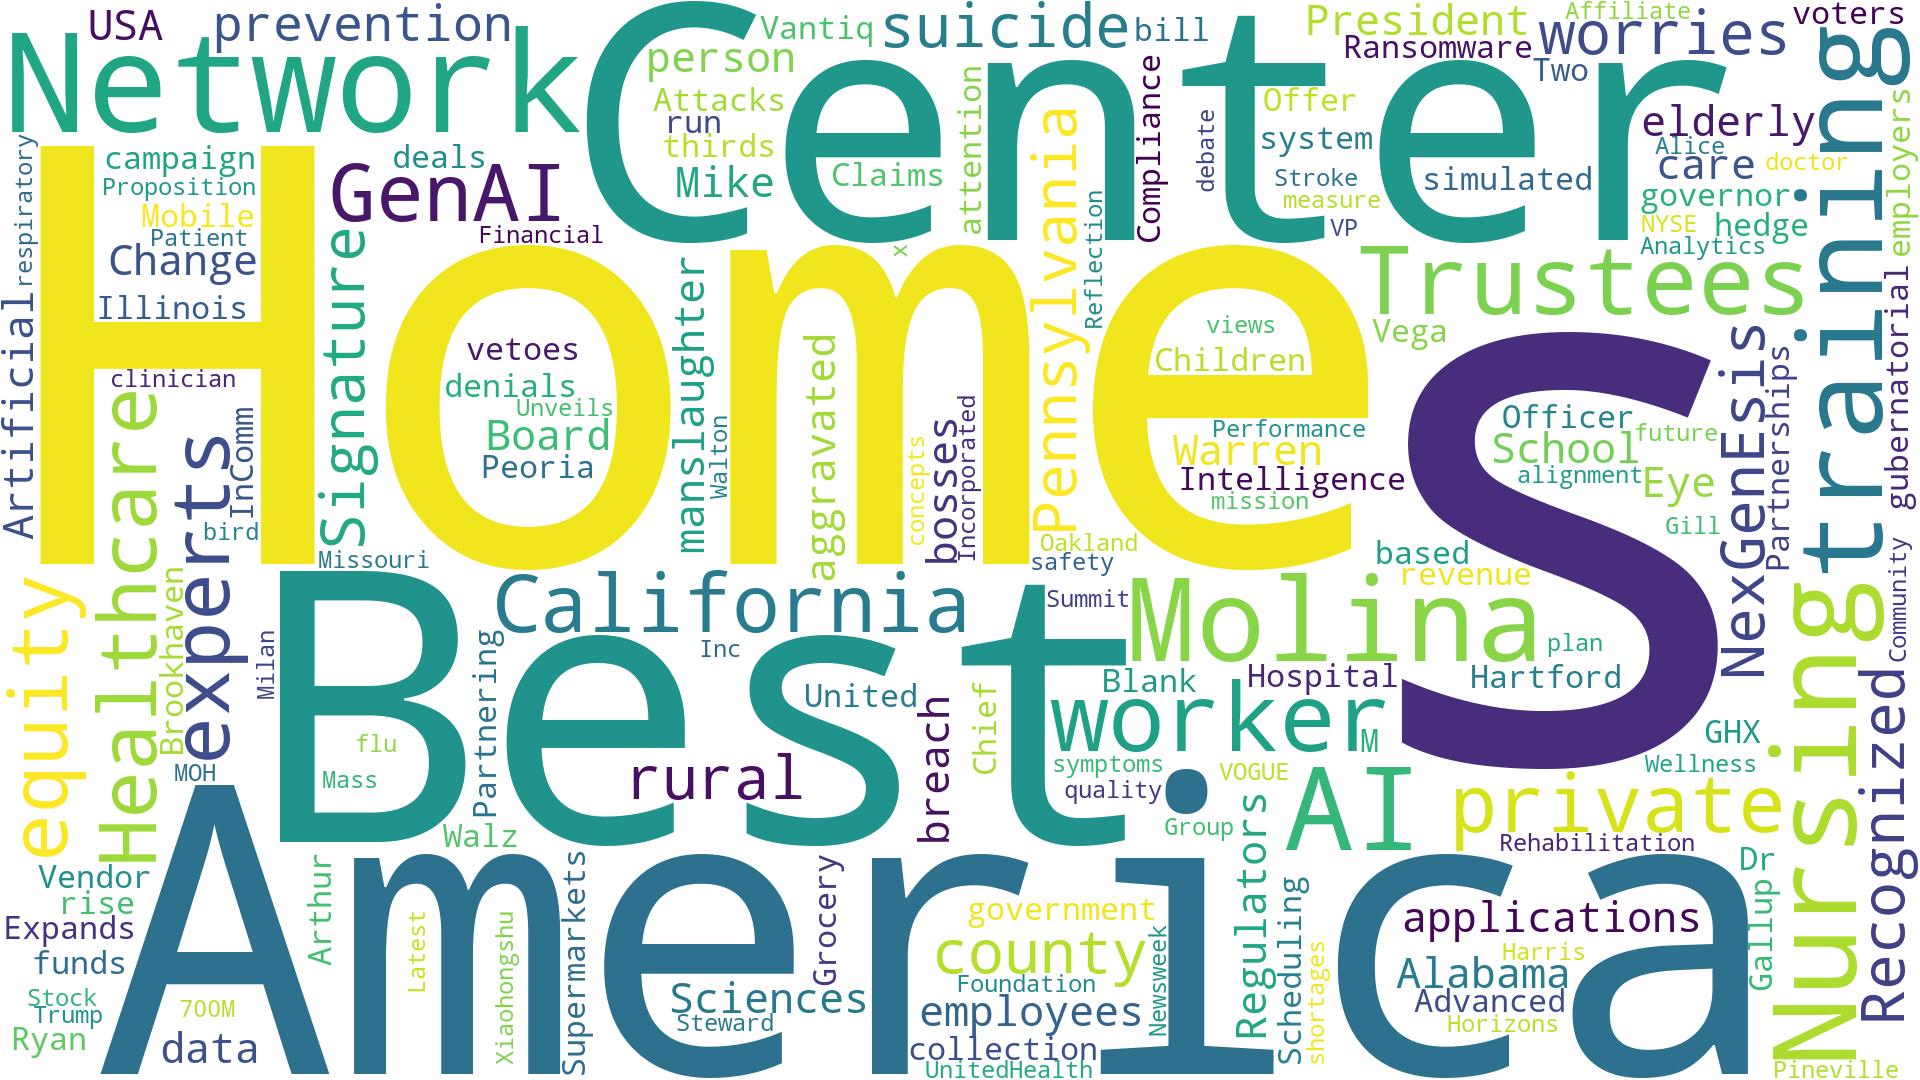 USA
prevention
Network
Center
Vantiq
suicide
bill
President
Affiliate
voters
Ransomware
worries
Two
person
Attacks
run
thirds
Mike
Claims
attention
Compliance
debate
Offer
system
Stroke
measure
VP
simulated
elderly
Alice
care
doctor
governor
NYSE
hedge
Analytics
employers
training
respiratory
campaign
Proposition
Mobile
Patient
Change
Illinois
deals
GenAI
Financial
Home
x
Pennsylvania
Reflection
Trustees
Vega
views
Children
Artificial
clinician
Signature
vetoes
denials
Unveils
Board
Peoria
manslaughter
Walton
aggravated
concepts
bosses
Incorporated
Performance
Warren
Intelligence
mission
Oakland
safety
S
Officer
School
future
alignment
Eye
Gill
NexGenEsis
Partnerships
gubernatorial
Healthcare
experts
InComm
bird
Missouri
Best
California
Inc
Summit
Molina
based
revenue
plan
Hartford
Hospital
Blank
worker
M
United
Community
equity
Brookhaven
MOH
Milan
flu
Mass
Partnering
Walz
rural
breach
Chief
symptoms
quality
VOGUE
Group
Regulators
AI
private
Rehabilitation
GHX
Wellness
Nursing
Recognized
America
Vendor
rise
Expands
funds
Stock
Trump
Ryan
700M
data
Arthur
Latest
Xiaohongshu
Supermarkets
Sciences
Steward
Grocery
government
county
Foundation
employees
collection
UnitedHealth
Newsweek
Scheduling
shortages
applications
Harris
Alabama
Advanced
Horizons
Dr
Gallup
Pineville